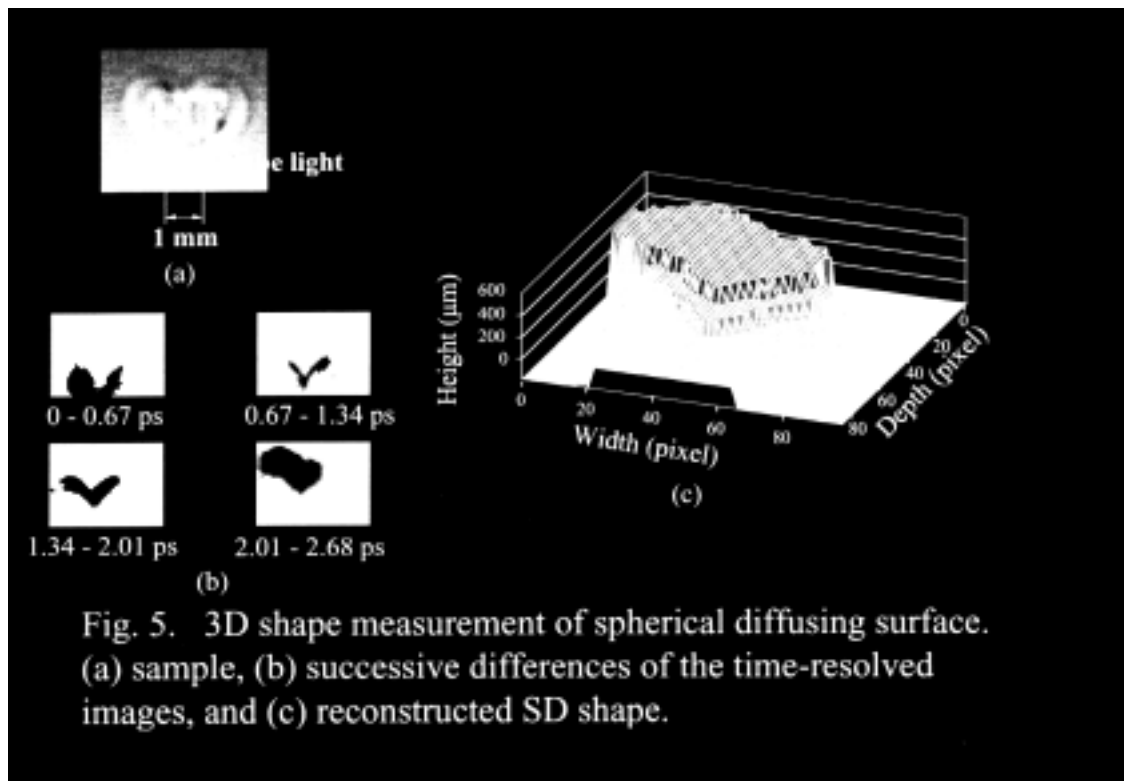 be light
1 mm
(a)
0 - 0.67 ps
0.67 - 1.34 ps
1.34 - 2.01 ps
2.01 - 2.68 ps
(b)
Height (µm)
600
400
200
0
0
20
40
60
80
Width (pixel)
80
60
40
20
0
Depth (pixel)
(c)
Fig. 5. 3D shape measurement of spherical diffusing surface.
(a) sample, (b) successive differences of the time-resolved
images, and (c) reconstructed SD shape.